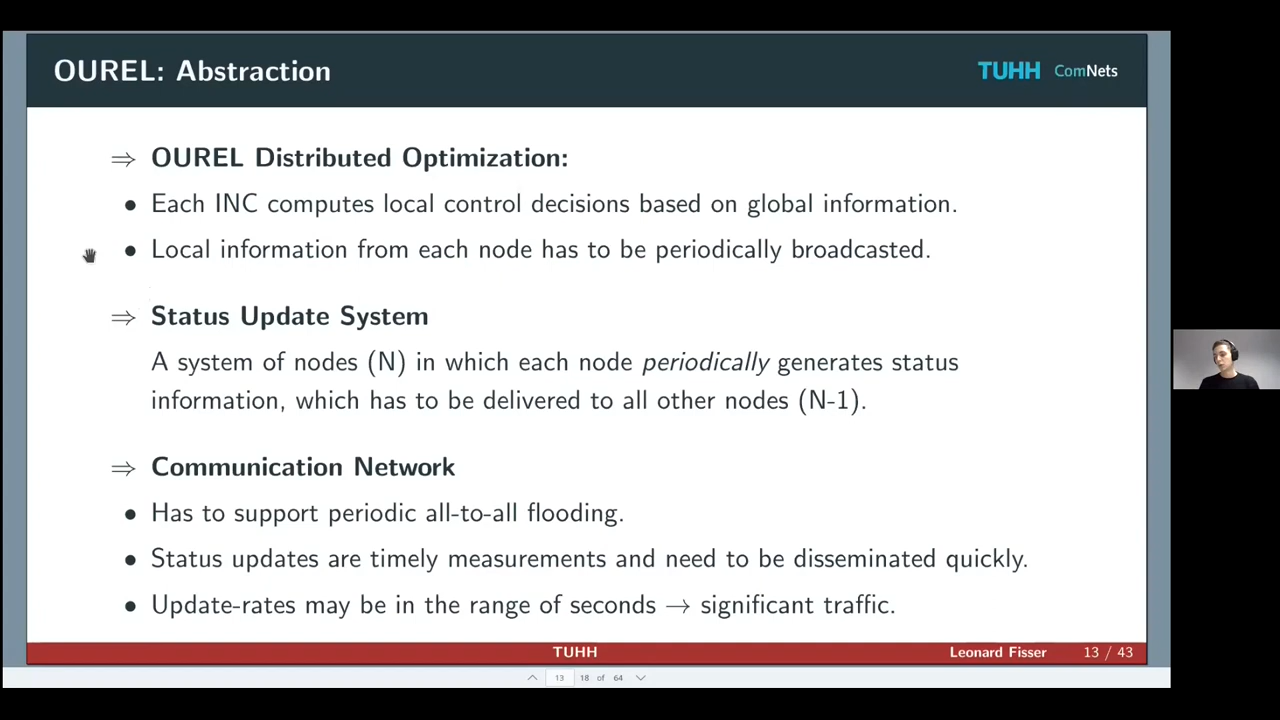 OUREL: Abstraction
TUHH ComNets
⇒ OUREL Distributed Optimization:
• Each INC computes local control decisions based on global information.
• Local information from each node has to be periodically broadcasted.
⇒ Status Update System
A system of nodes (N) in which each node periodically generates status
information, which has to be delivered to all other nodes (N-1).
⇒ Communication Network
• Has to support periodic all-to-all flooding.
• Status updates are timely measurements and need to be disseminated quickly.
• Update-rates may be in the range of seconds → significant traffic.
TUHH Leonard Fisser 13 / 43
13 18 of 64